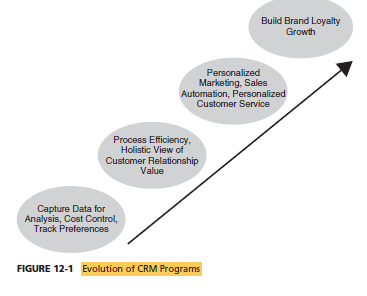 Build Brand Loyalty
Growth
Personalized
Marketing, Sales
Automation, Personalized
Customer Service
Process Efficiency,
Holistic View of
Customer Relationship
Value
Capture Data for
Analysis, Cost Control,
Track Preferences
FIGURE 12-1 Evolution of CRM Programs